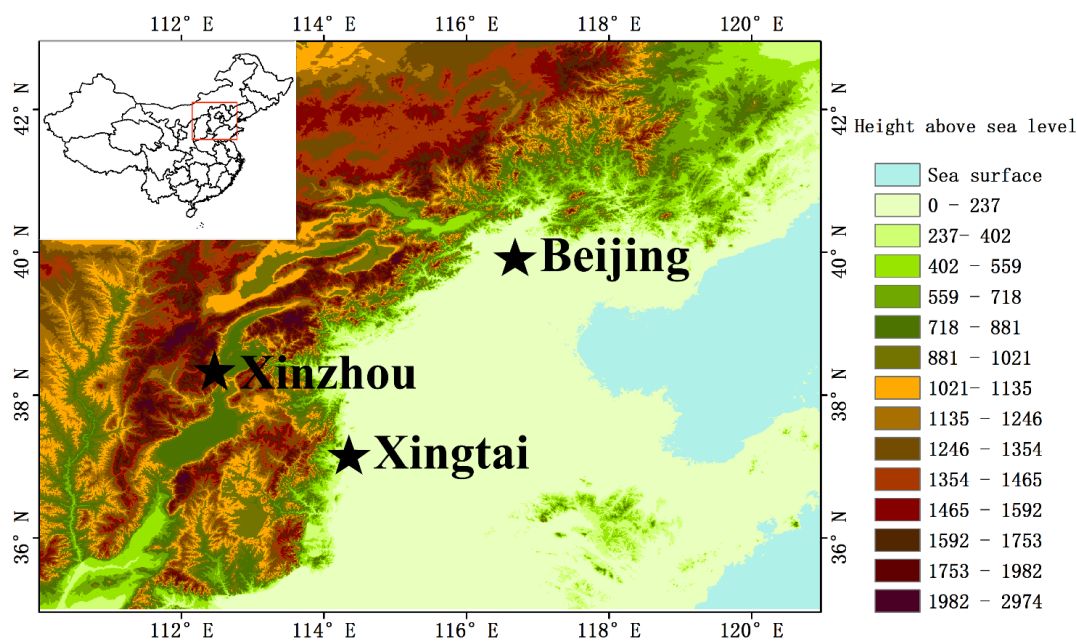 112° E 114° E 116° E 118° E 120° E
42° N
40° N
38° N
36° N
Beijing
Xinzhou
Xingtai
42° N
40° N
38° N
36° N
112° E 114° E 116° E 118° E 120° E
Height above sea level
Sea surface
0 - 237
237- 402
402 - 559
559 - 718
718 - 881
881 - 1021
1021- 1135
1135 - 1246
1246 - 1354
1354 - 1465
1465 - 1592
1592 - 1753
1753 - 1982
1982 - 2974